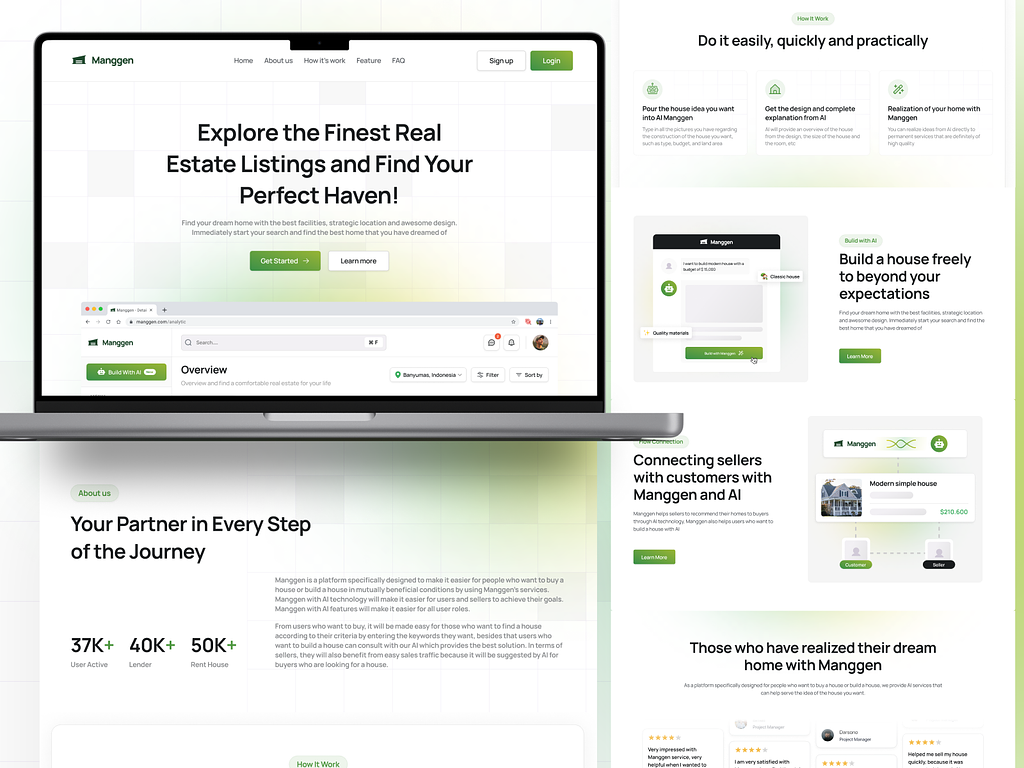 Manggen
Home
About us
How it's work
Feature
FAQ
Sign up
Login
Explore the Finest Real
Estate Listings and Find Your
Perfect Haven!
Find your dream home with the best facilities, strategic location and awesome design.
Immediately start your search and find the best home that you have dreamed of
Get Started →
Learn more
manggen.com/analytic
Manggen
Search....
⌘ F
Build With AI
Overview
Overview and find a comfortable real estate for your life
Banyumas, Indonesia
Filter
Sort by
About us
Your Partner in Every Step
of the Journey
Manggen is a platform specifically designed to make it easier for people who want to buy a
house or build a house in mutually beneficial conditions by using Manggen's services.
Manggen with AI technology will make it easier for users and sellers to achieve their goals.
Manggen with AI features will make it easier for all user roles.
From users who want to buy, it will be made easy for those who want to find a house
according to their criteria by entering the keywords they want, besides that users who
want to build a house can consult with our AI which provides the best solution. In terms of
sellers, they will also benefit from easy sales traffic because it will be suggested by AI for
buyers who are looking for a house.
37K+
User Active
40K+
Lender
50K+
Rent House
How It Work
How It Work
Do it easily, quickly and practically
Pour the house idea you want
into AI Manggen
Type in all the pictures you have regarding
the construction of the house you want,
such as type, budget, and land area
Get the design and complete
explanation from AI
AI will provide an overview of the house
from the design, the size of the house and
the room, etc
Realization of your home with
Manggen
You can realize ideas from AI directly to
permanent services that are definitely of
high quality
Manggen
I want to build modern house with a
budget of $ 15,000
Classic house
Quality materials
Build with Manggen
Build with AI
Build a house freely
to beyond your
expectations
Find your dream home with the best facilities, strategic location
and awesome design. Immediately start your search and find the
best home that you have dreamed of
Learn More
Connection
Connecting sellers
with customers with
Manggen and AI
Manggen helps sellers to recommend their homes to buyers
through AI technology, Manggen also helps users who want to
build a house with AI
Learn More
Manggen
Modern simple house
$210.600
Customer
Seller
Those who have realized their dream
home with Manggen
As a platform specifically designed for people who want to buy a house or build a house, we provide AI services that
can help serve the idea of the house you want
Project Manager
Darsono
Project Manager
Very impressed with
Manggen service, very
helpful when I wanted to
I am very satisfied with
Helped me sell my house
quickly, because it was